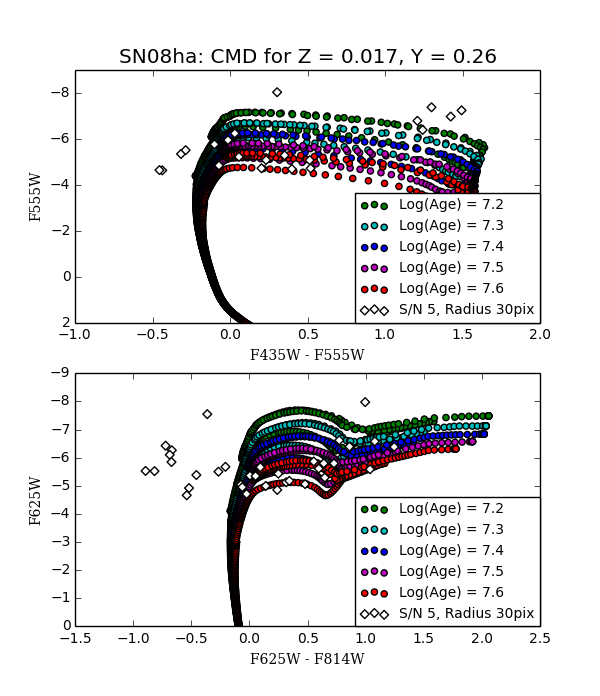 SN08ha: CMD for Z = 0.017, Y = 0.26
−8
−6
−4
−2
0
2
F555W
−1.0 −0.5 0.0 0.5 1.0 1.5 2.0
F435W - F555W
Log(Age) = 7.2
Log(Age) = 7.3
Log(Age) = 7.4
Log(Age) = 7.5
Log(Age) = 7.6
S/N 5, Radius 30pix
−9
−8
−7
−6
−5
−4
−3
−2
−1
0
F625W
−1.5 −1.0 −0.5 0.0 0.5 1.0 1.5 2.0 2.5
F625W - F814W
Log(Age) = 7.2
Log(Age) = 7.3
Log(Age) = 7.4
Log(Age) = 7.5
Log(Age) = 7.6
S/N 5, Radius 30pix